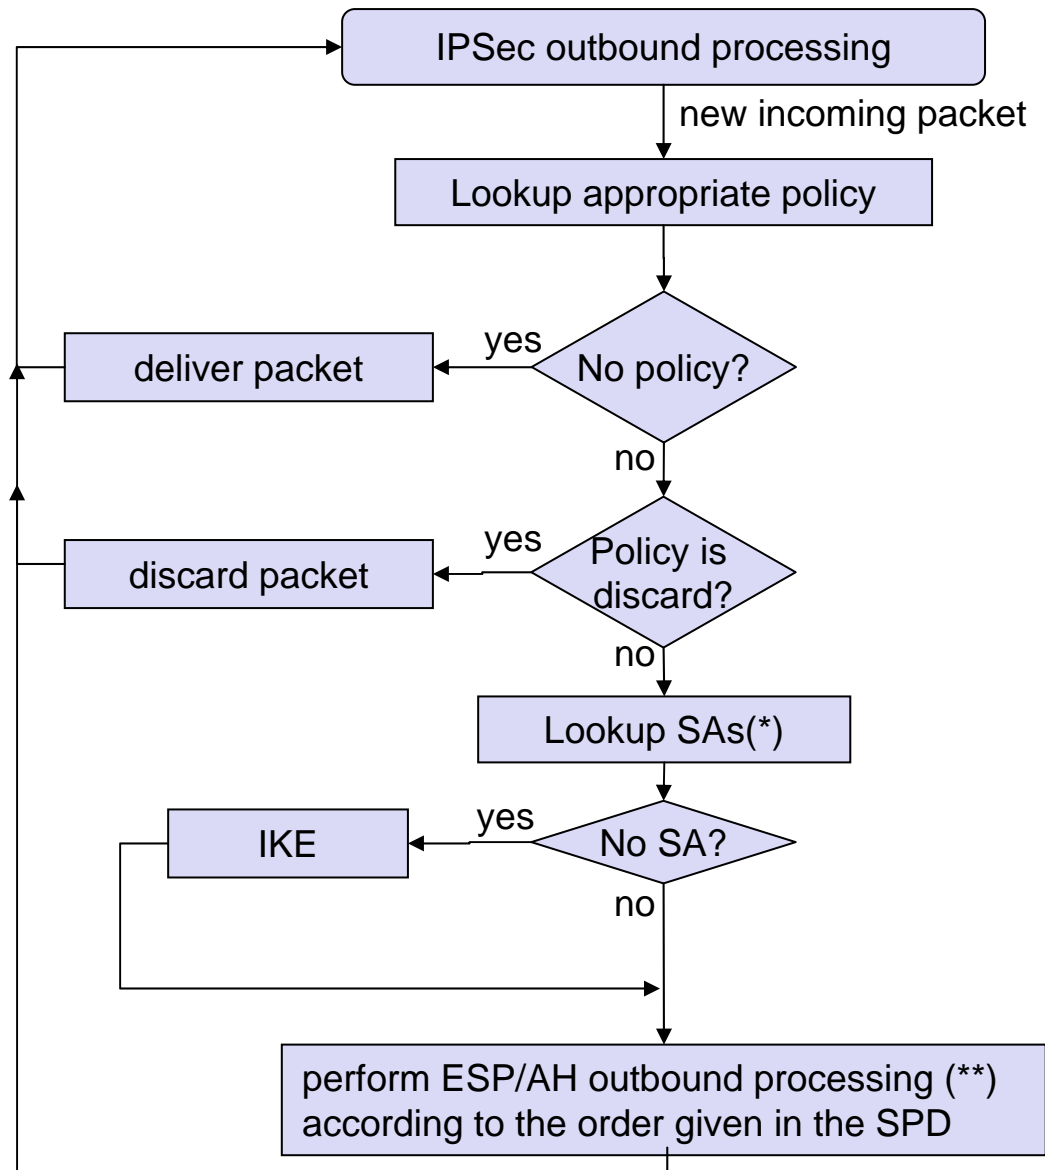 IPSec outbound processing
new incoming packet
Lookup appropriate policy
yes
deliver packet
No policy?
no
yes
discard packet
Policy is
discard?
no
Lookup SAs(*)
yes
IKE
No SA?
no
perform ESP/AH outbound processing (**)
according to the order given in the SPD